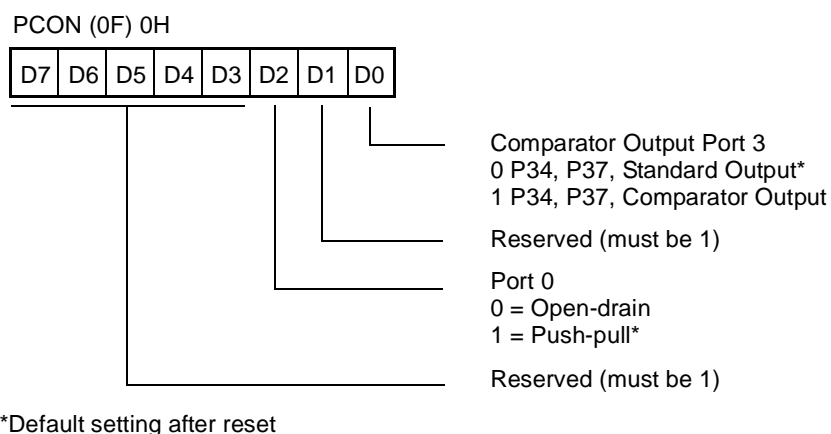 PCON (0F) 0H
D7 D6 D5 D4 D3 D2 D1 D0
Comparator Output Port 3
0 P34, P37, Standard Output*
1 P34, P37, Comparator Output
Reserved (must be 1)
Port 0
0 = Open-drain
1 = Push-pull*
Reserved (must be 1)
*Default setting after reset